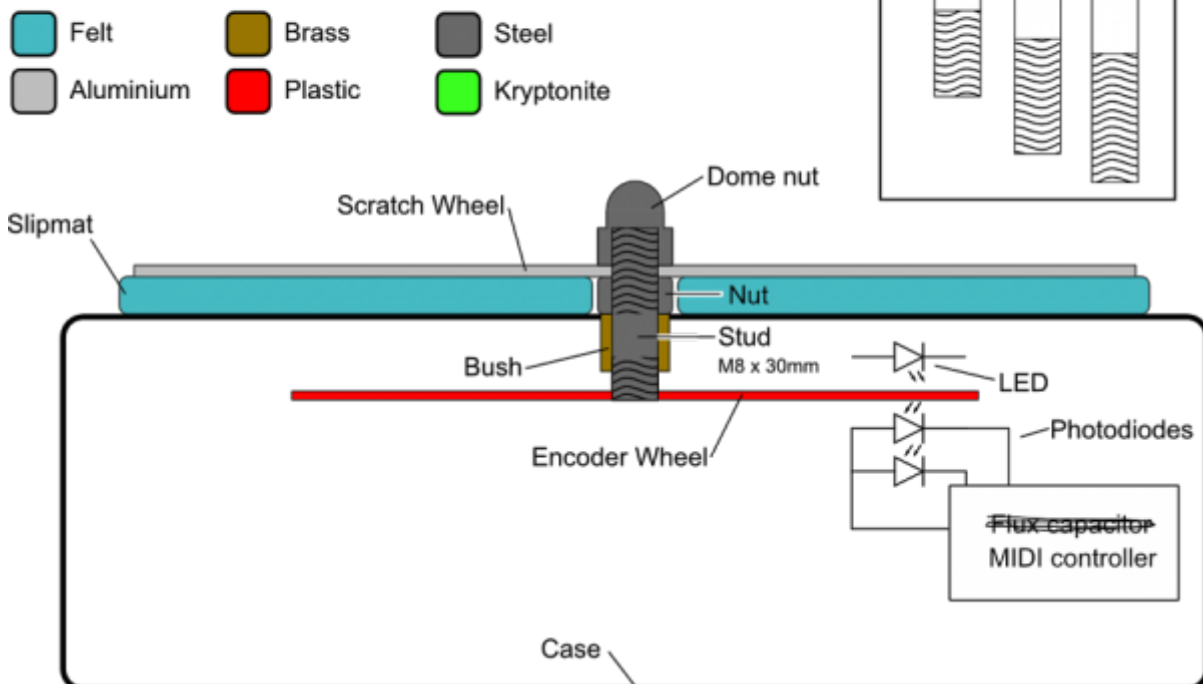 Felt
Brass
Steel
Aluminium
Plastic
Kryptonite
Dome nut
Scratch Wheel
Slipmat
Nut
Stud
M8 x 30mm
Bush
LED
Photodiodes
Encoder Wheel
Flux capacitor
MIDI controller
Case